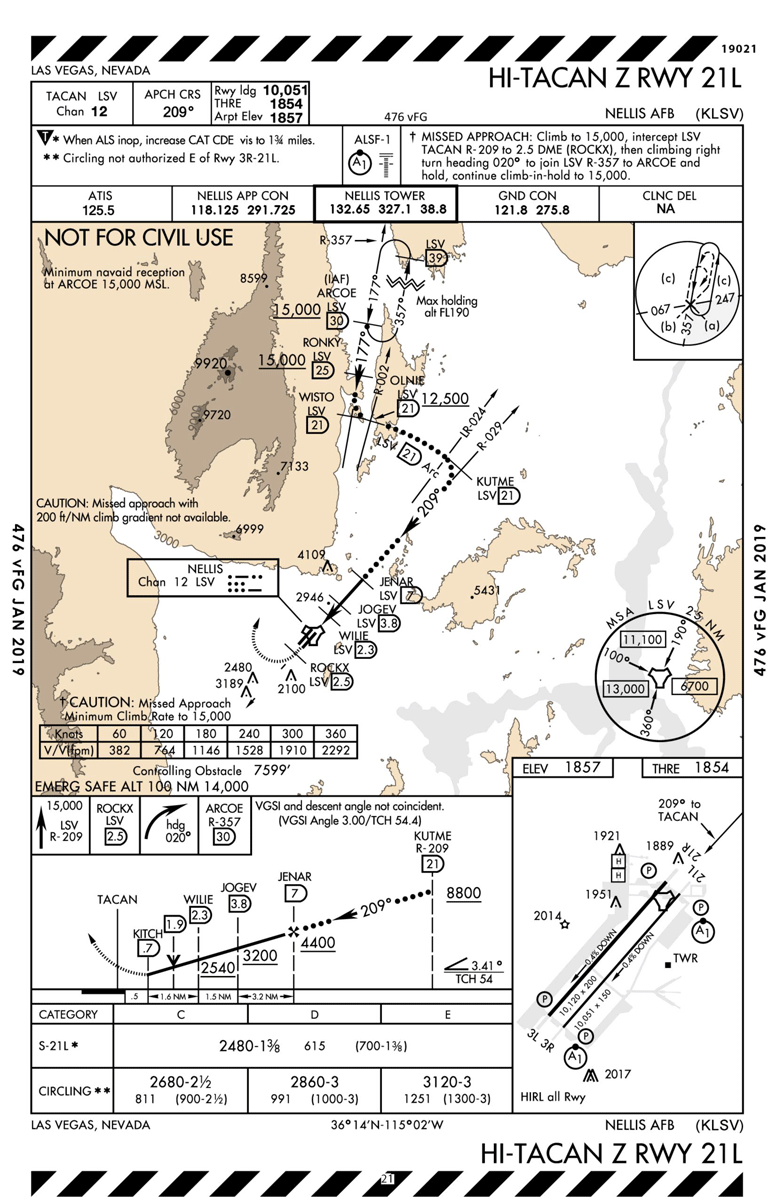 19021
LAS VEGAS, NEVADA
HI-TACAN Z RWY 21L
TACAN LSV
Chan 12
APCH CRS
209°
Rwy ldg 10,051
THRE 1854
Arpt Elev 1857
476 vFG
NELLIS AFB (KLSV)
T * When ALS inop, increase CAT CDE vis to 1¾ miles.
** Circling not authorized E of Rwy 3R-21L.
ALSF-1
A1
† MISSED APPROACH: Climb to 15,000, intercept LSV
TACAN R-209 to 2.5 DME (ROCKX), then climbing right
turn heading 020° to join LSV R-357 to ARCOE and
hold, continue climb-in-hold to 15,000.
ATIS
125.5
NELLIS APP CON
118.125 291.725
NELLIS TOWER
132.65 327.1 38.8
GND CON
121.8 275.8
CLNC DEL
NA
NOT FOR CIVIL USE
Minimum navaid reception
at ARCOE 15,000 MSL.
R-357
LSV
39
177°
357°
Max holding
alt FL190
8599
(IAF)
ARCOE
LSV
30
15,000
RONKY
LSV
25
15,000
177°
R-002
WISTO
LSV
21
OLNIE
LSV
21
12,500
LSV 21 Arc
LR-024
R-029
KUTME
LSV 21
209°
(c)
(c)
067
247
(b)
(a)
357
9920
9720
3000
7133
CAUTION: Missed approach with
200 ft/NM climb gradient not available.
6999
3000
4109
NELLIS
Chan 12 LSV
2946
JENAR
LSV 7
JOGEV
LSV 3.8
WILIE
LSV 2.3
ROCKX
LSV 2.5
5431
2480
3189
2100
MSA LSV 25 NM
11,100
190°
100°
13,000
6700
360°
476 vFG JAN 2019
476 vFG JAN 2019
† CAUTION: Missed Approach
Minimum Climb Rate to 15,000
Knots 60 120 180 240 300 360
V/V(fpm) 382 764 1146 1528 1910 2292
Controlling Obstacle 7599'
EMERG SAFE ALT 100 NM 14,000
ELEV 1857
THRE 1854
15,000
LSV
R-209
ROCKX
LSV
2.5
hdg
020°
ARCOE
R-357
30
VGSI and descent angle not coincident.
(VGSI Angle 3.00/TCH 54.4)
KUTME
R-209
21
8800
TACAN
KITCH
.7
1.9
WILIE
2.3
JOGEV
3.8
JENAR
7
209°
4400
3200
2540
3.41°
TCH 54
.5
1.6 NM
1.5 NM
3.2 NM
209° to
TACAN
1921
H
H
1889
P
21R
21L
1951
2014
P
A1
0.4% DOWN
0.4% DOWN
TWR
P
10,120 x 200
10,051 x 150
3L 3R
P
A1
2017
HIRL all Rwy
CATEGORY C D E
S-21L * 2480-1⅜ 615 (700-1⅜)
CIRCLING ** 2680-2½ 2860-3 3120-3
811 (900-2½) 991 (1000-3) 1251 (1300-3)
LAS VEGAS, NEVADA
36°14'N-115°02'W
NELLIS AFB (KLSV)
HI-TACAN Z RWY 21L
21